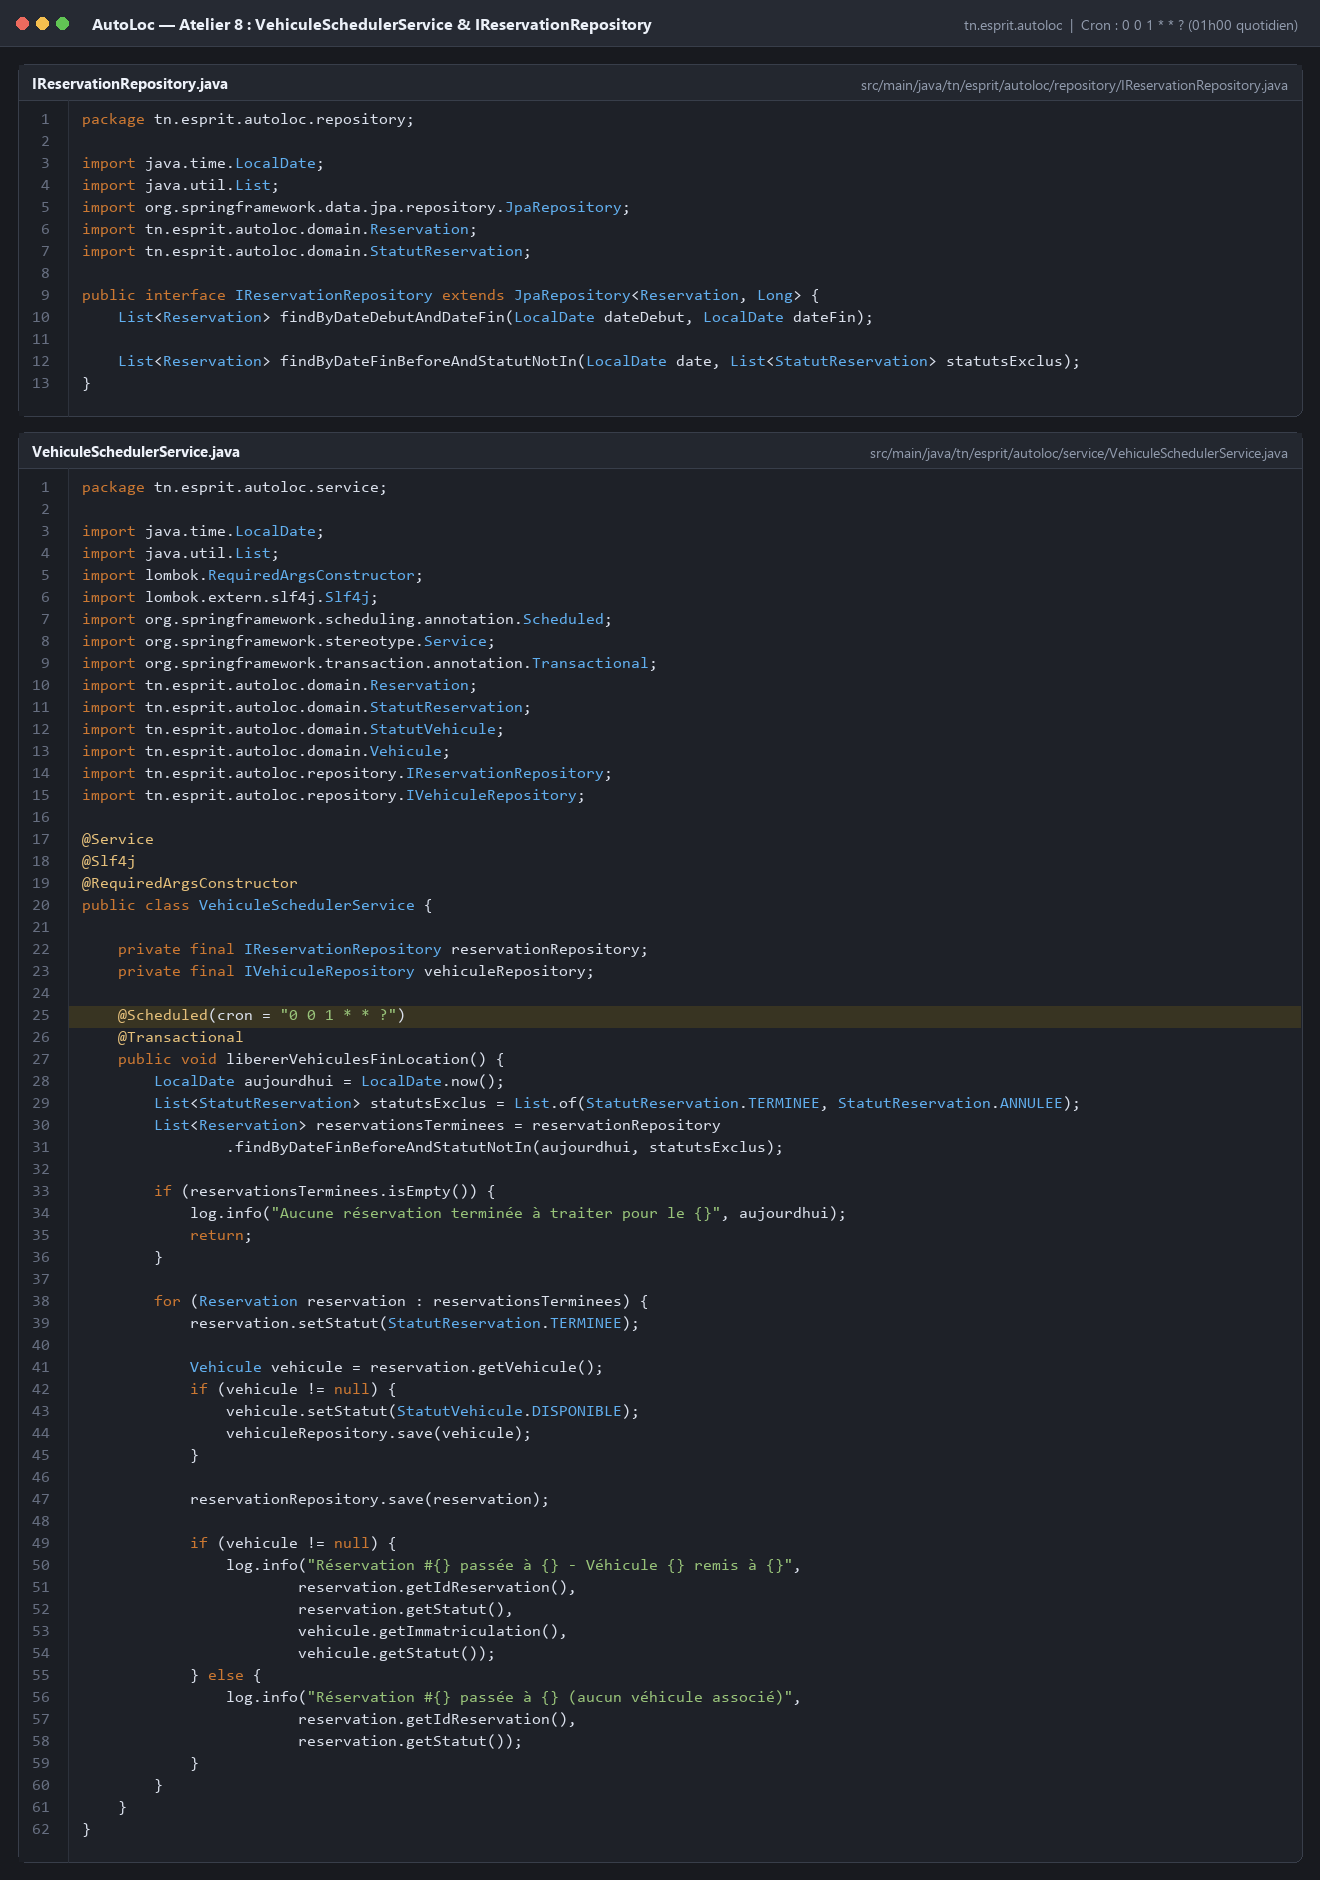 AutoLoc — Atelier 8 : VehiculeSchedulerService & IReservationRepository
tn.esprit.autoloc | Cron : 0 0 1 * * ? (01h00 quotidien)
IReservationRepository.java
src/main/java/tn/esprit/autoloc/repository/IReservationRepository.java
1 package tn.esprit.autoloc.repository;
2
3 import java.time.LocalDate;
4 import java.util.List;
5 import org.springframework.data.jpa.repository.JpaRepository;
6 import tn.esprit.autoloc.domain.Reservation;
7 import tn.esprit.autoloc.domain.StatutReservation;
8
9 public interface IReservationRepository extends JpaRepository<Reservation, Long> {
10     List<Reservation> findByDateDebutAndDateFin(LocalDate dateDebut, LocalDate dateFin);
11
12     List<Reservation> findByDateFinBeforeAndStatutNotIn(LocalDate date, List<StatutReservation> statutsExclus);
13 }
VehiculeSchedulerService.java
src/main/java/tn/esprit/autoloc/service/VehiculeSchedulerService.java
1 package tn.esprit.autoloc.service;
2
3 import java.time.LocalDate;
4 import java.util.List;
5 import lombok.RequiredArgsConstructor;
6 import lombok.extern.slf4j.Slf4j;
7 import org.springframework.scheduling.annotation.Scheduled;
8 import org.springframework.stereotype.Service;
9 import org.springframework.transaction.annotation.Transactional;
10 import tn.esprit.autoloc.domain.Reservation;
11 import tn.esprit.autoloc.domain.StatutReservation;
12 import tn.esprit.autoloc.domain.StatutVehicule;
13 import tn.esprit.autoloc.domain.Vehicule;
14 import tn.esprit.autoloc.repository.IReservationRepository;
15 import tn.esprit.autoloc.repository.IVehiculeRepository;
16
17 @Service
18 @Slf4j
19 @RequiredArgsConstructor
20 public class VehiculeSchedulerService {
21
22     private final IReservationRepository reservationRepository;
23     private final IVehiculeRepository vehiculeRepository;
24
25     @Scheduled(cron = "0 0 1 * * ?")
26     @Transactional
27     public void libererVehiculesFinLocation() {
28         LocalDate aujourdhui = LocalDate.now();
29         List<StatutReservation> statutsExclus = List.of(StatutReservation.TERMINEE, StatutReservation.ANNULEE);
30         List<Reservation> reservationsTerminees = reservationRepository
31                 .findByDateFinBeforeAndStatutNotIn(aujourdhui, statutsExclus);
32
33         if (reservationsTerminees.isEmpty()) {
34             log.info("Aucune réservation terminée à traiter pour le {}", aujourdhui);
35             return;
36         }
37
38         for (Reservation reservation : reservationsTerminees) {
39             reservation.setStatut(StatutReservation.TERMINEE);
40
41             Vehicule vehicule = reservation.getVehicule();
42             if (vehicule != null) {
43                 vehicule.setStatut(StatutVehicule.DISPONIBLE);
44                 vehiculeRepository.save(vehicule);
45             }
46
47             reservationRepository.save(reservation);
48
49             if (vehicule != null) {
50                 log.info("Réservation #{} passée à {} - Véhicule {} remis à {}",
51                         reservation.getIdReservation(),
52                         reservation.getStatut(),
53                         vehicule.getImmatriculation(),
54                         vehicule.getStatut());
55             } else {
56                 log.info("Réservation #{} passée à {} (aucun véhicule associé)",
57                         reservation.getIdReservation(),
58                         reservation.getStatut());
59             }
60         }
61     }
62 }